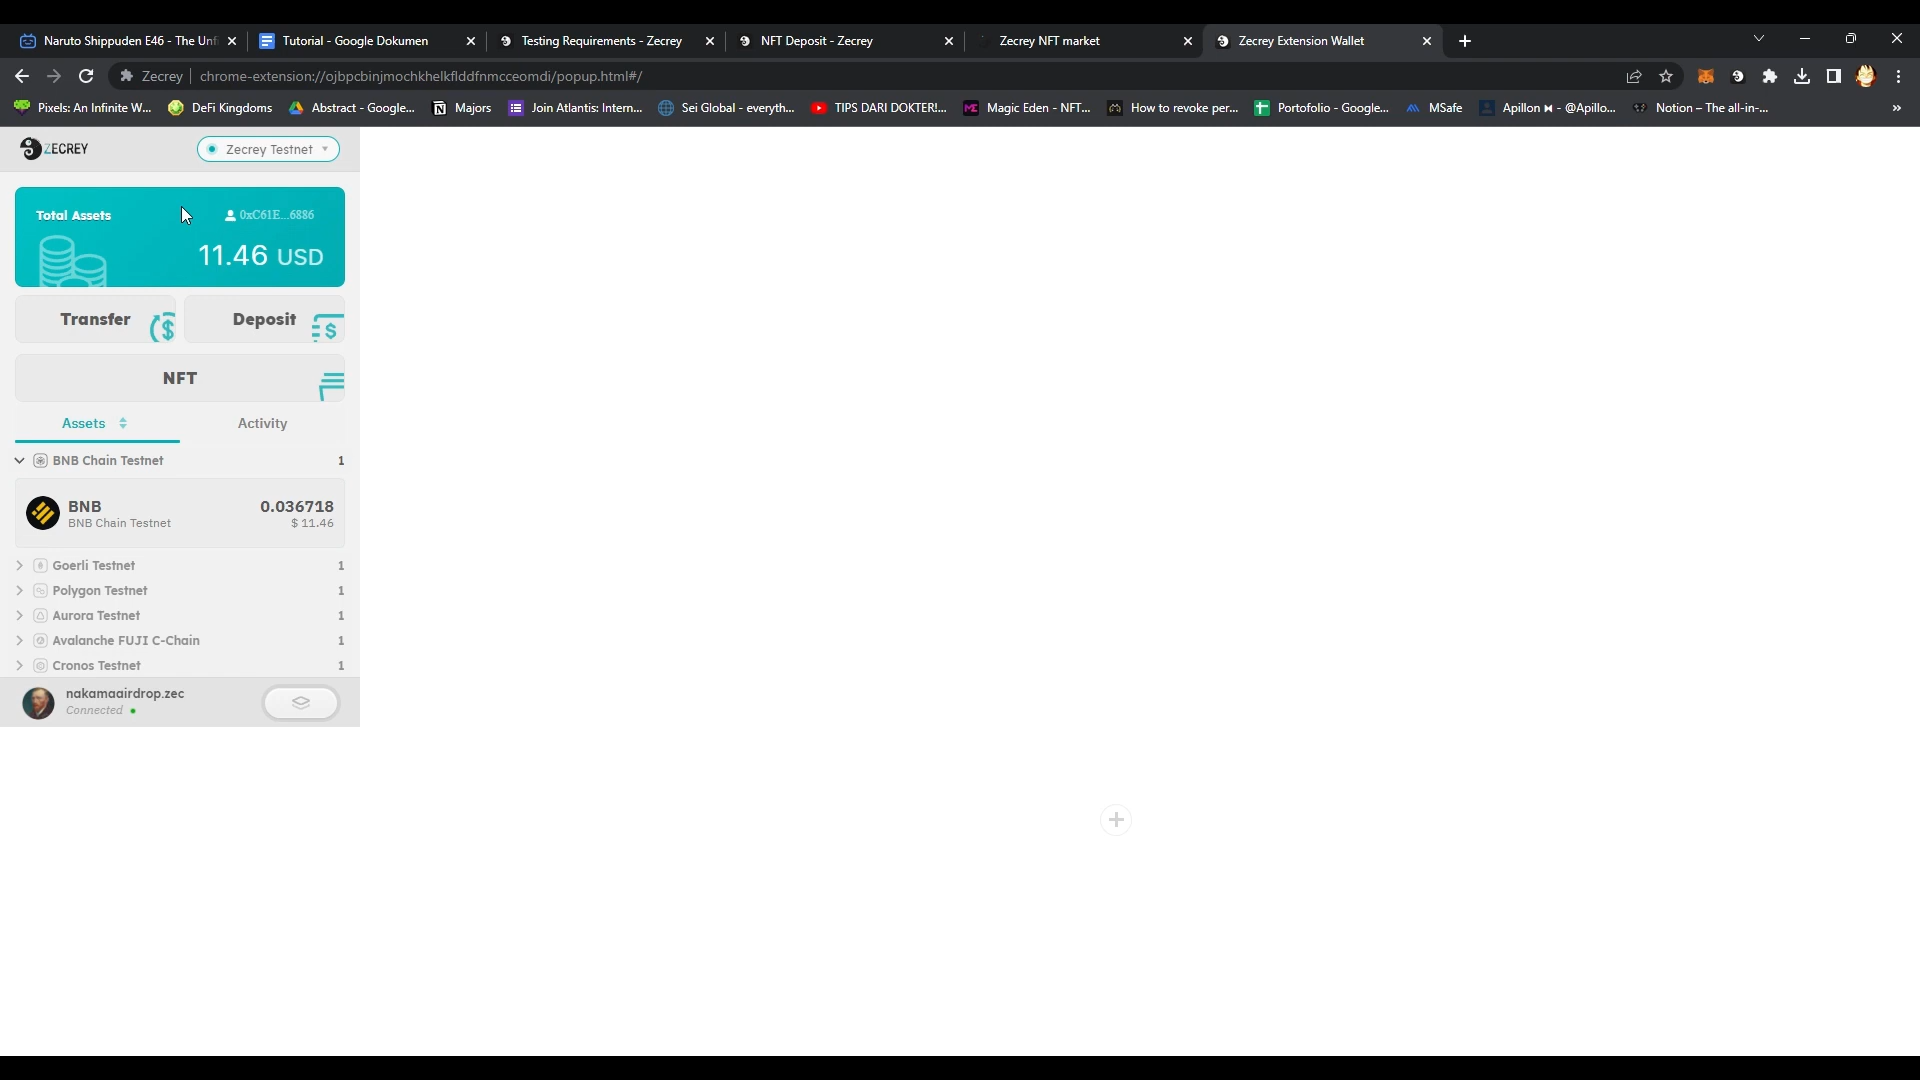 Naruto Shippuden E46 - The Unf
Tutorial - Google Dokumen
Testing Requirements - Zecrey
NFT Deposit - Zecrey
Zecrey NFT market
Zecrey Extension Wallet
Zecrey
chrome-extension://ojbpcbinjmochkhelkflddfnmcceomdi/popup.html#/
Pixels: An Infinite W...
DeFi Kingdoms
Abstract - Google...
Majors
Join Atlantis: Intern...
Sei Global - everyth...
TIPS DARI DOKTER!...
Magic Eden - NFT...
How to revoke per...
Portofolio - Google...
MSafe
Apillon ⧓ - @Apillo...
Notion – The all-in-...
»
ZECREY
Zecrey Testnet
Total Assets
0xC61E...6886
11.46 USD
Transfer
Deposit
NFT
Assets
Activity
BNB Chain Testnet 1
BNB 0.036718
BNB Chain Testnet $ 11.46
Goerli Testnet 1
Polygon Testnet 1
Aurora Testnet 1
Avalanche FUJI C-Chain 1
Cronos Testnet 1
nakamaairdrop.zec
Connected